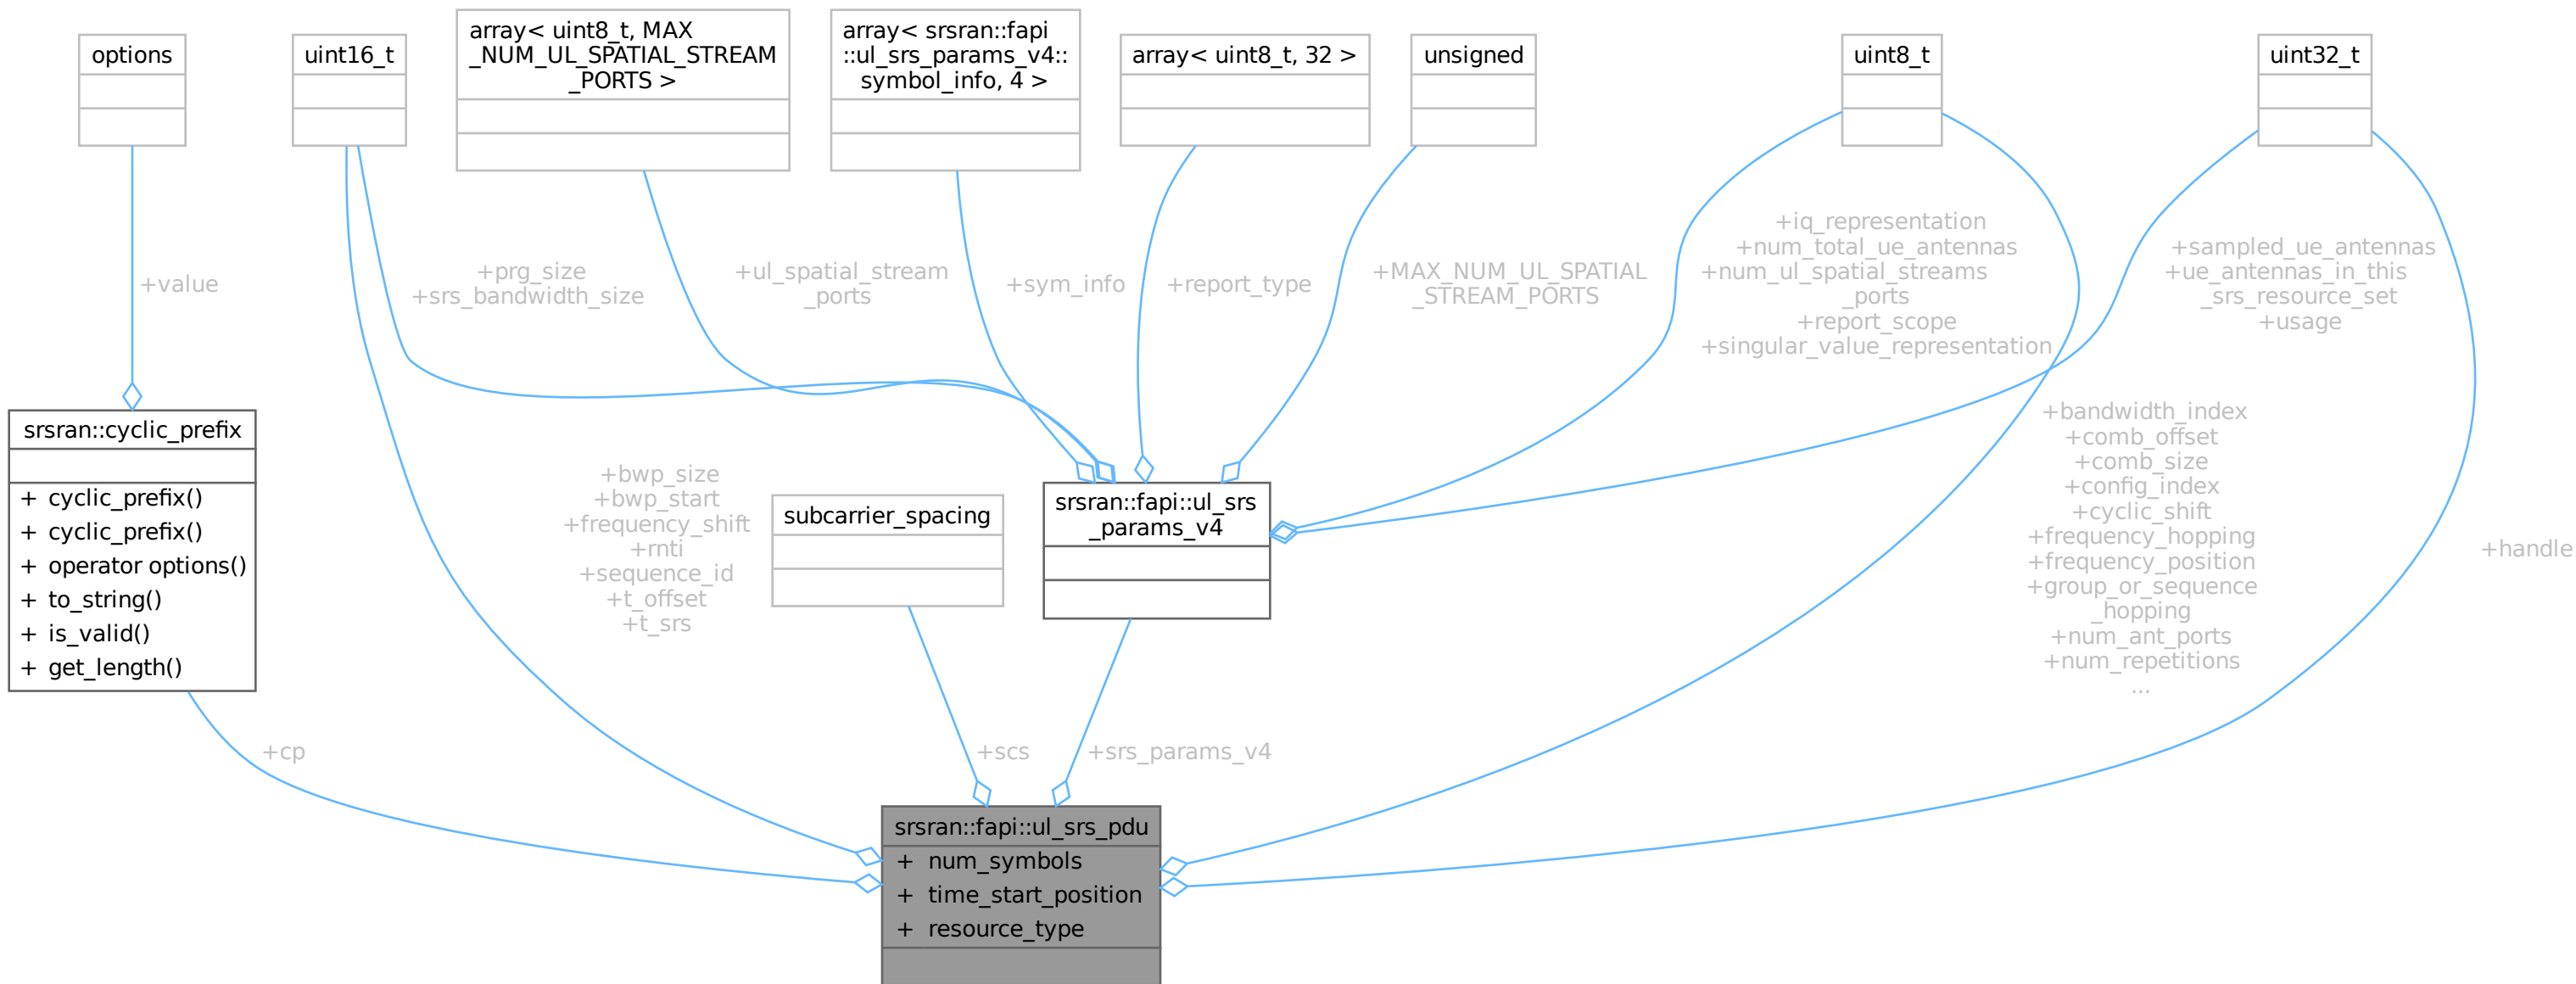 options
uint16_t
array< uint8_t, MAX
_NUM_UL_SPATIAL_STREAM
_PORTS >
array< srsran::fapi
::ul_srs_params_v4::
symbol_info, 4 >
array< uint8_t, 32 >
unsigned
uint8_t
uint32_t
+value
+prg_size
+srs_bandwidth_size
+ul_spatial_stream
_ports
+sym_info
+report_type
+MAX_NUM_UL_SPATIAL
_STREAM_PORTS
+iq_representation
+num_total_ue_antennas
+num_ul_spatial_streams
_ports
+report_scope
+singular_value_representation
+sampled_ue_antennas
+ue_antennas_in_this
_srs_resource_set
+usage
srsran::cyclic_prefix
+ cyclic_prefix()
+ cyclic_prefix()
+ operator options()
+ to_string()
+ is_valid()
+ get_length()
+bwp_size
+bwp_start
+frequency_shift
+rnti
+sequence_id
+t_offset
+t_srs
subcarrier_spacing
srsran::fapi::ul_srs
_params_v4
+bandwidth_index
+comb_offset
+comb_size
+config_index
+cyclic_shift
+frequency_hopping
+frequency_position
+group_or_sequence
_hopping
+num_ant_ports
+num_repetitions
...
+handle
+cp
+scs
+srs_params_v4
srsran::fapi::ul_srs_pdu
+ num_symbols
+ time_start_position
+ resource_type